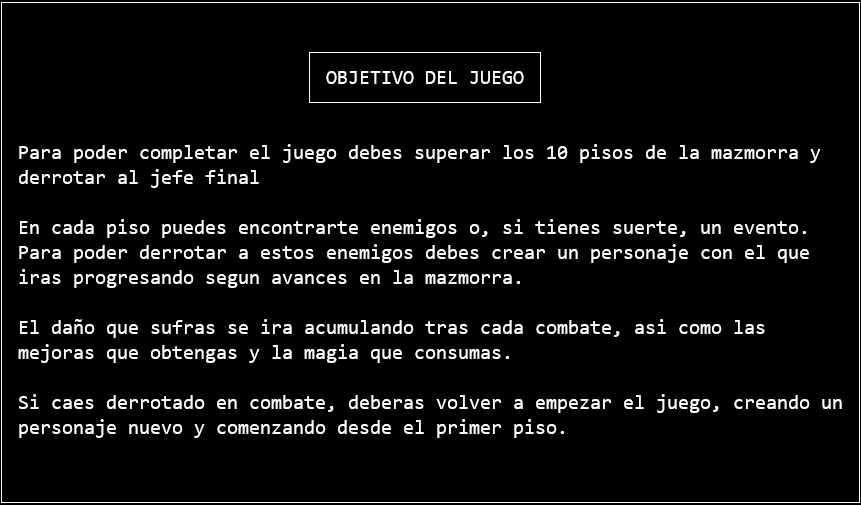 OBJETIVO DEL JUEGO
Para poder completar el juego debes superar los 10 pisos de la mazmorra y
derrotar al jefe final
En cada piso puedes encontrarte enemigos o, si tienes suerte, un evento.
Para poder derrotar a estos enemigos debes crear un personaje con el que
iras progresando segun avances en la mazmorra.
El daño que sufras se ira acumulando tras cada combate, asi como las
mejoras que obtengas y la magia que consumas.
Si caes derrotado en combate, deberas volver a empezar el juego, creando un
personaje nuevo y comenzando desde el primer piso.